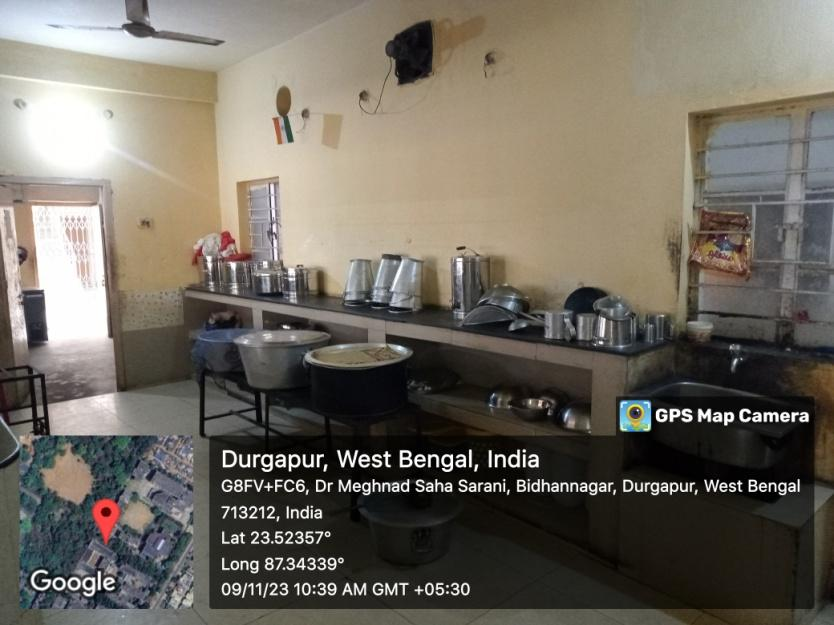 GPS Map Camera
Durgapur, West Bengal, India
G8FV+FC6, Dr Meghnad Saha Sarani, Bidhannagar, Durgapur, West Bengal
713212, India
Lat 23.52357°
Long 87.34339°
09/11/23 10:39 AM GMT +05:30
Google